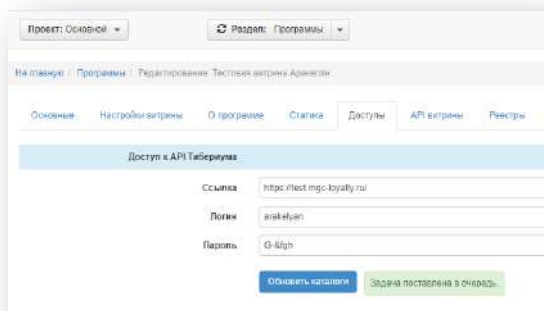 Проект: Основной
Раздел: Программы
На главную / Программы / Редактирование: Тестовая витрина Аракелян
Основные Настройки витрины О программе Статика Доступы API витрины Реестры
Доступ к API Тибериума
Ссылка https://test.mgc-loyalty.ru/
Логин arakelyan
Пароль G-&fgh
Обновить каталоги Задача поставлена в очередь.